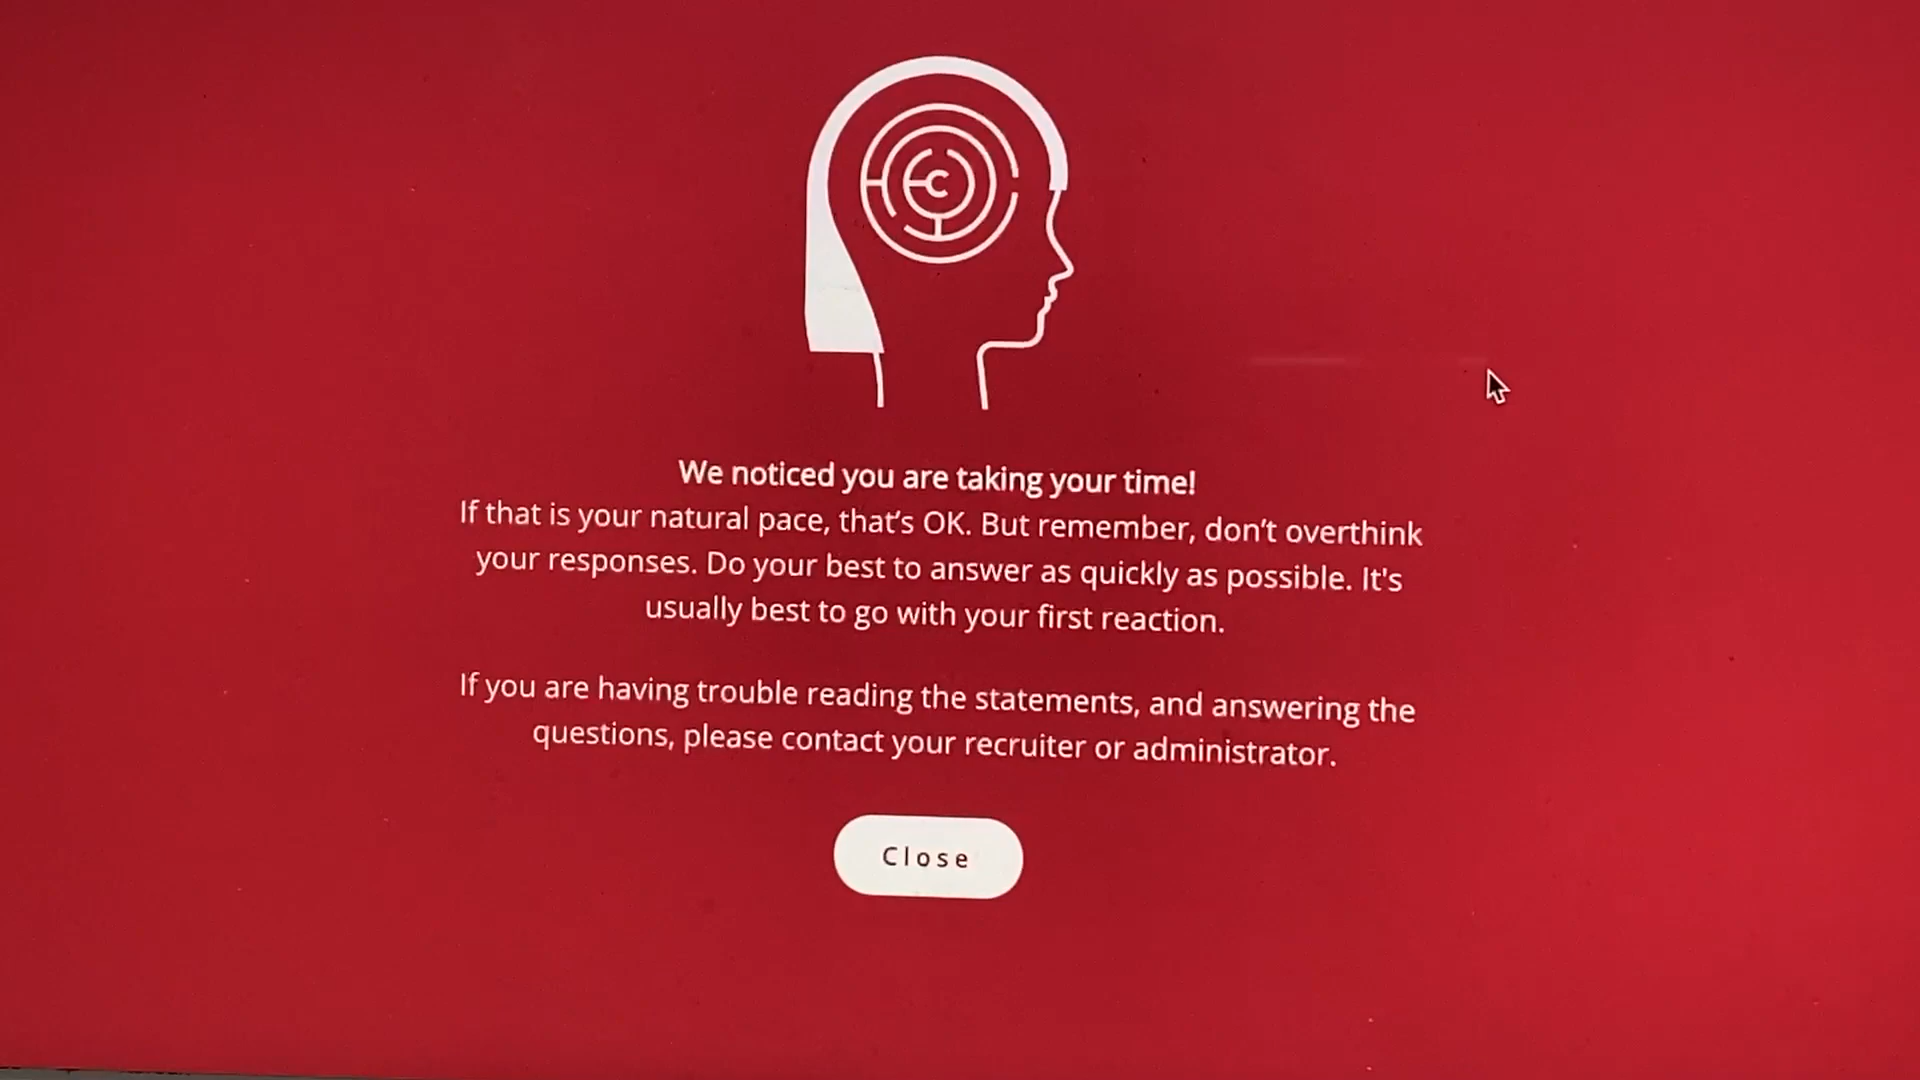 C
We noticed you are taking your time!
If that is your natural pace, that’s OK. But remember, don’t overthink
your responses. Do your best to answer as quickly as possible. It's
usually best to go with your first reaction.
If you are having trouble reading the statements, and answering the
questions, please contact your recruiter or administrator.
Close